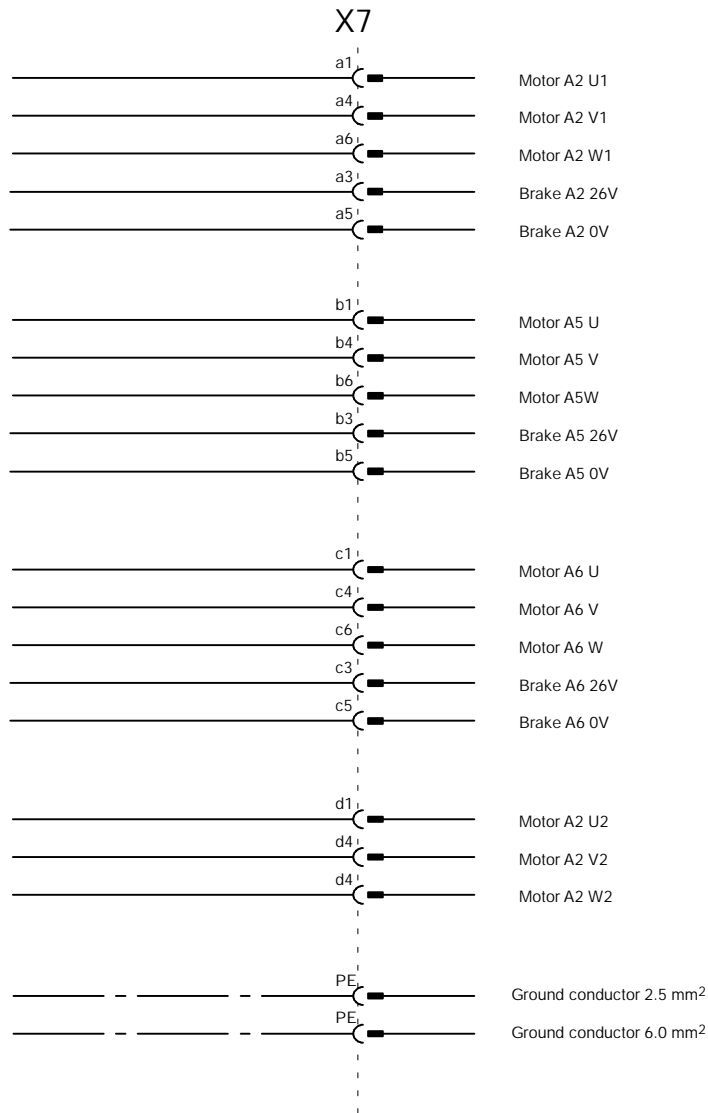 X7
a1 Motor A2 U1
a4 Motor A2 V1
a6 Motor A2 W1
a3 Brake A2 26V
a5 Brake A2 0V
b1 Motor A5 U
b4 Motor A5 V
b6 Motor A5W
b3 Brake A5 26V
b5 Brake A5 0V
c1 Motor A6 U
c4 Motor A6 V
c6 Motor A6 W
c3 Brake A6 26V
c5 Brake A6 0V
d1 Motor A2 U2
d4 Motor A2 V2
d4 Motor A2 W2
PE Ground conductor 2.5 mm²
PE Ground conductor 6.0 mm²